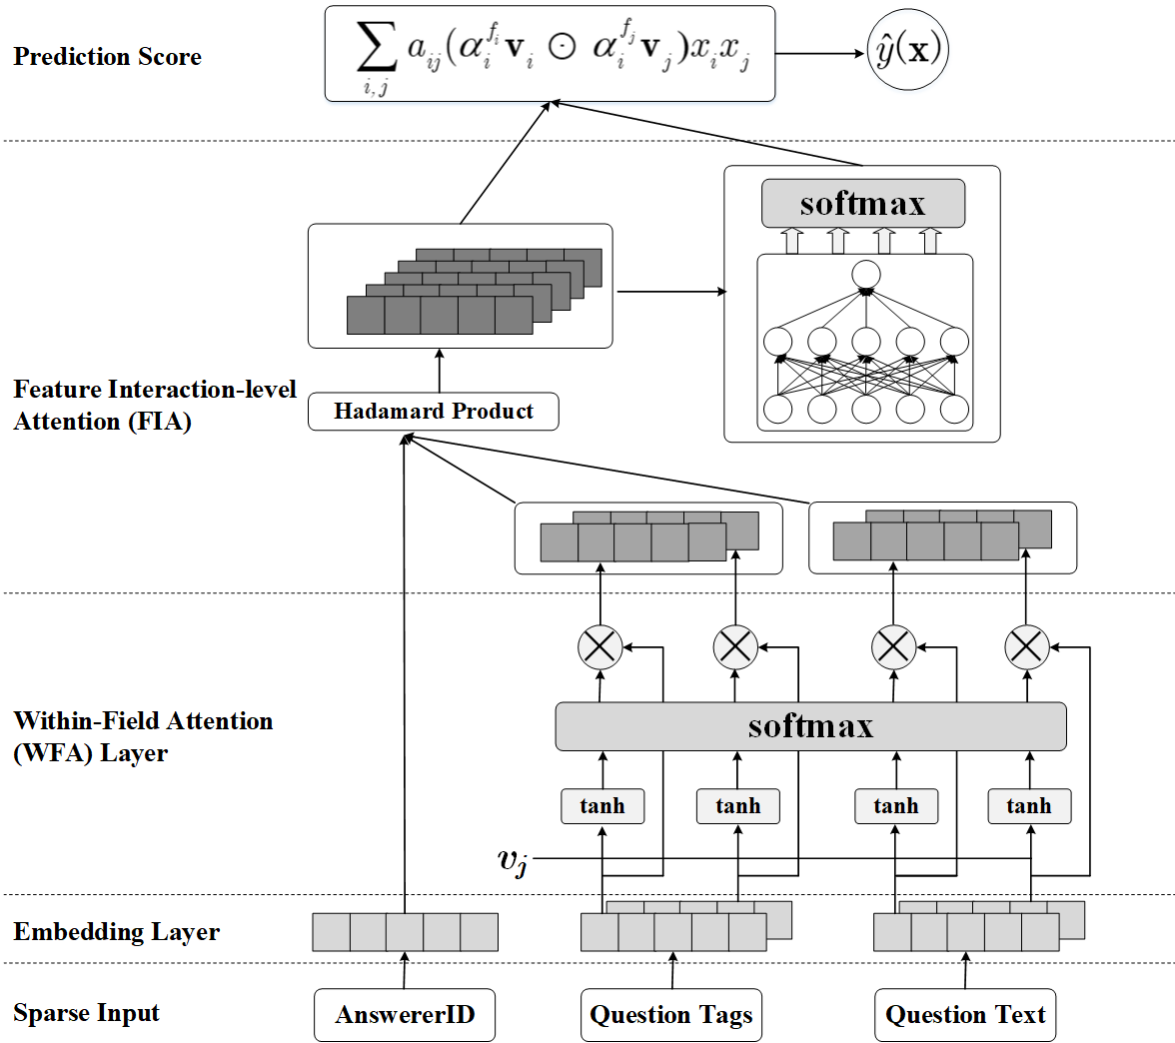 Prediction Score
∑_{i,j} a_{ij}(α_i^{f_i} v_i ⊙ α_i^{f_j} v_j)x_i x_j
ŷ(x)
softmax
Feature Interaction-level
Attention (FIA)
Hadamard Product
Within-Field Attention
(WFA) Layer
softmax
tanh
tanh
tanh
tanh
v_j
Embedding Layer
Sparse Input
AnswererID
Question Tags
Question Text